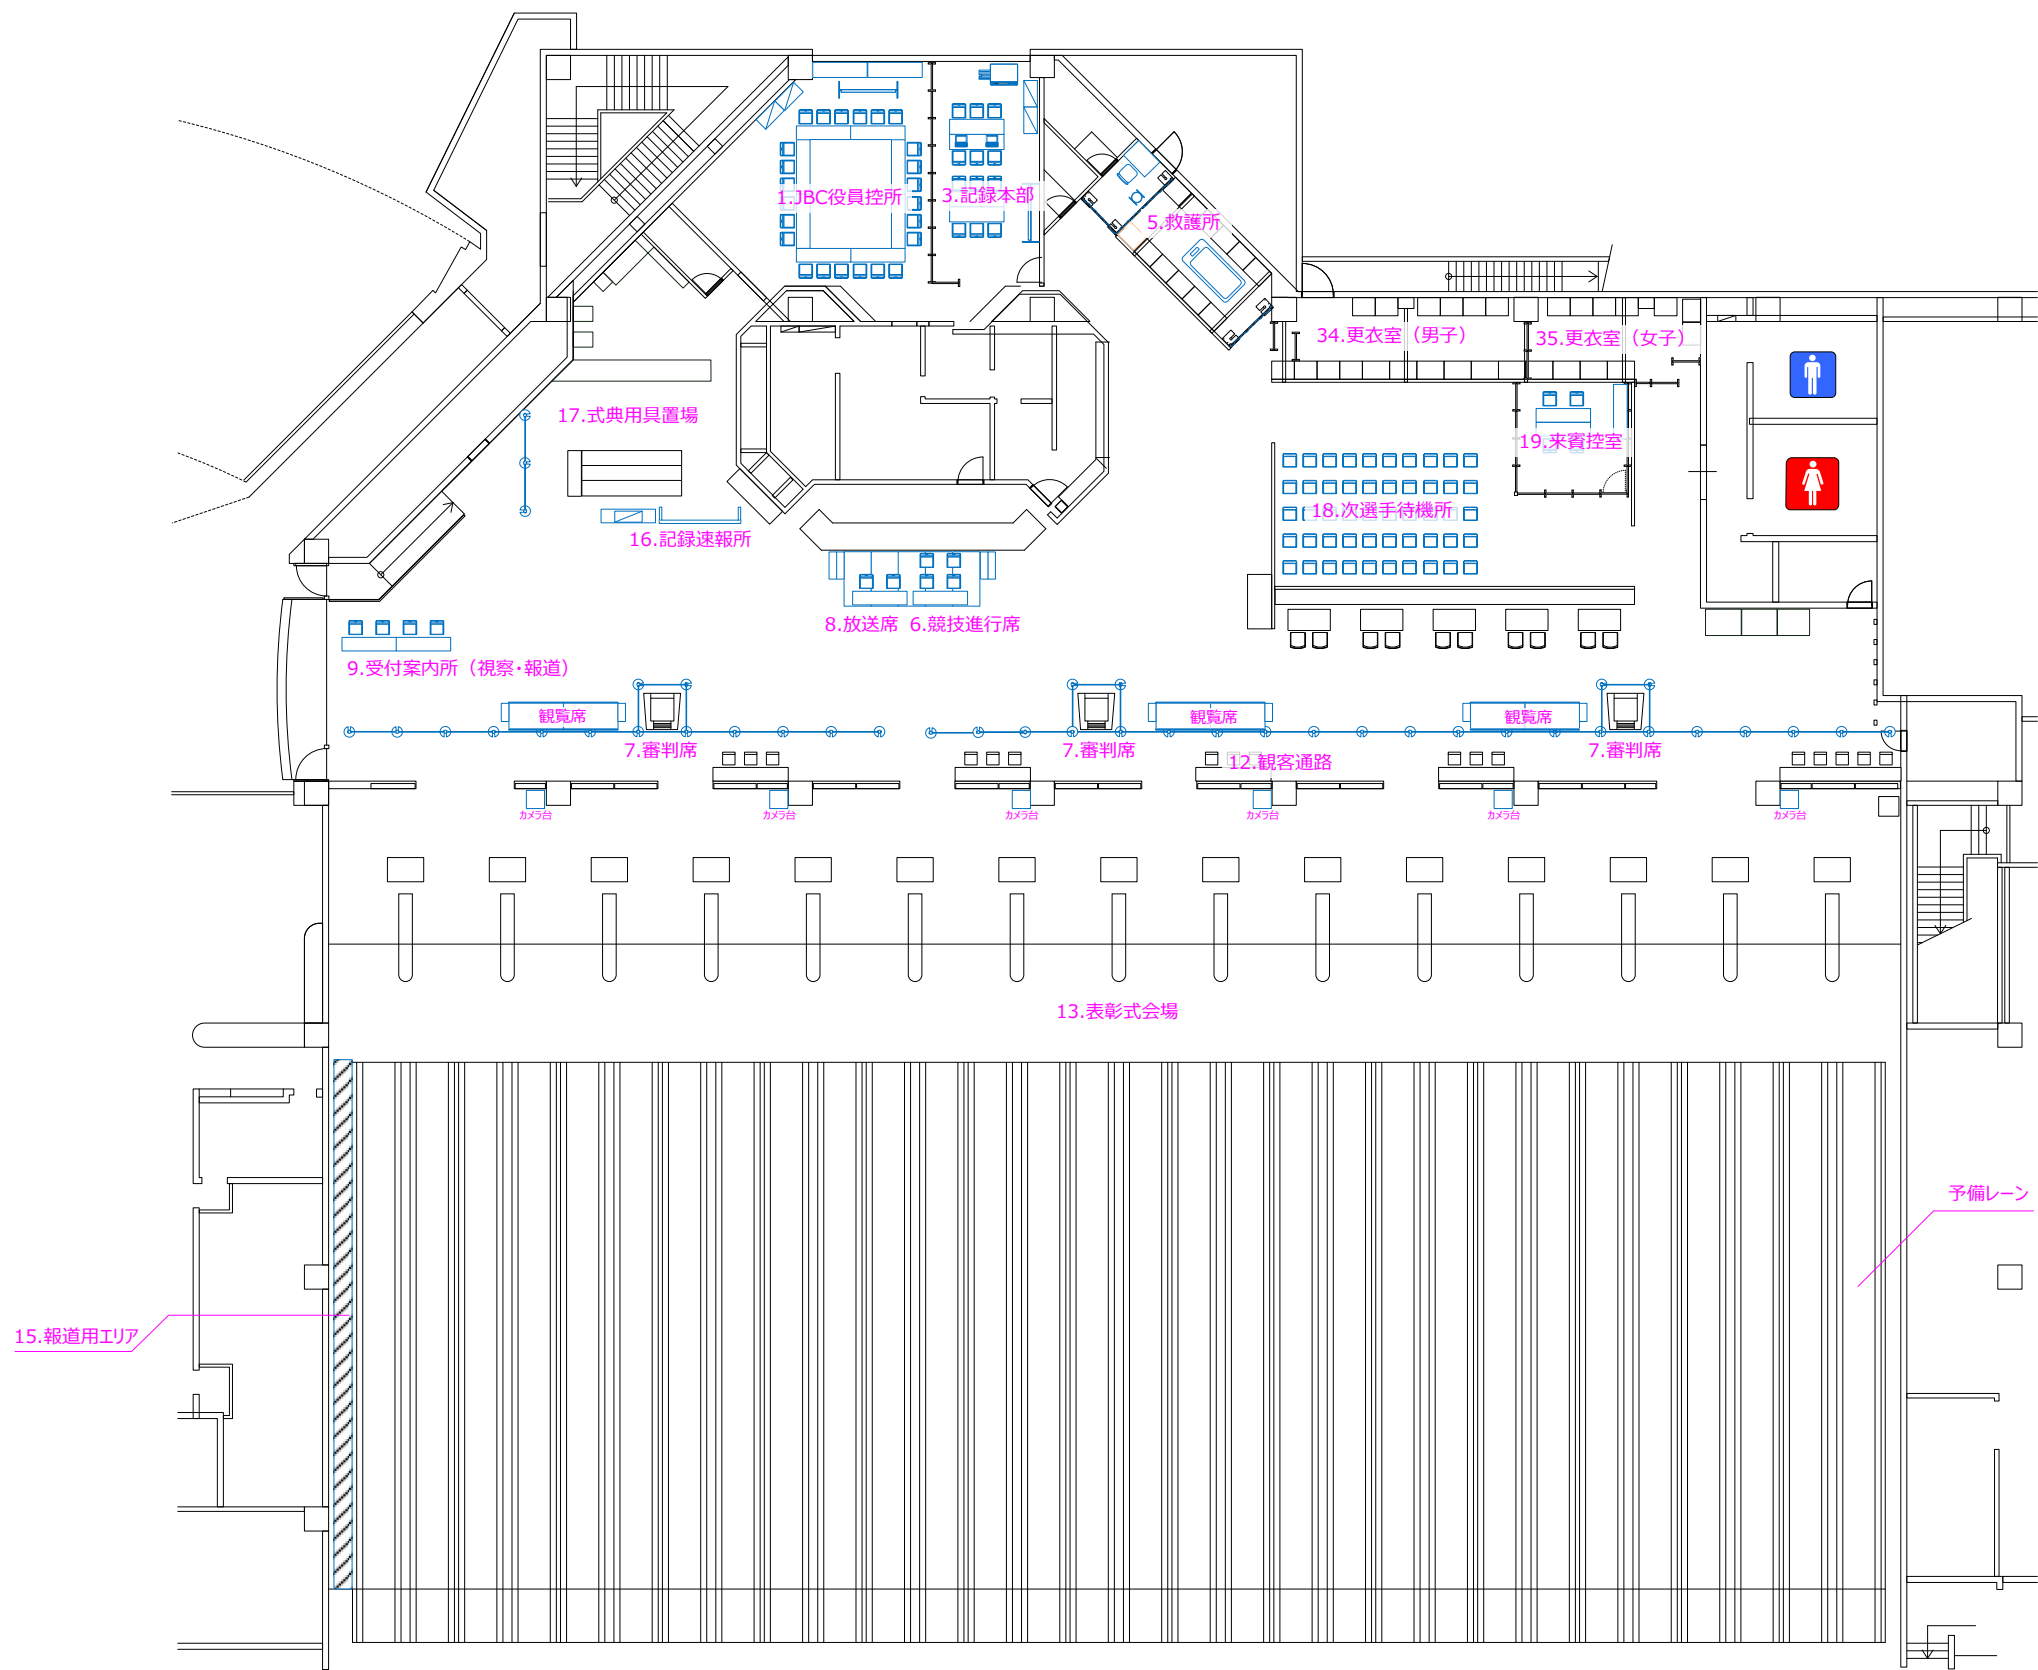 1.JBC役員控所
3.記録本部
5.救護所
34.更衣室（男子）
35.更衣室（女子）
17.式典用具置場
19.来賓控室
18.次選手待機所
16.記録速報所
8.放送席
6.競技進行席
9.受付案内所（視察・報道）
観覧席
観覧席
観覧席
7.審判席
7.審判席
7.審判席
12.観客通路
カメラ台
カメラ台
カメラ台
カメラ台
カメラ台
カメラ台
13.表彰式会場
予備レーン
15.報道用エリア